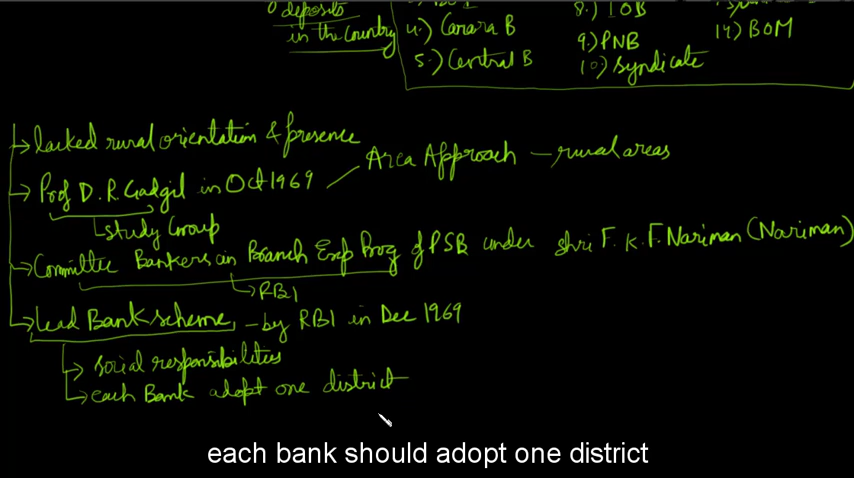 deposits
in the Country
4.) Canara B
5.) Central B
8.) IOB
9.) PNB
10.) Syndicate
14) BOM
lacked rural orientation & presence
Prof D. R. Gadgil in Oct 1969
Area Approach — rural areas
study Group
Committee Bankers on Branch Exp Prog of PSB under shri F. K. F. Nariman (Nariman)
RBI
Lead Bank scheme, - by RBI in Dec 1969
social responsibilities
each Bank adopt one district
each bank should adopt one district